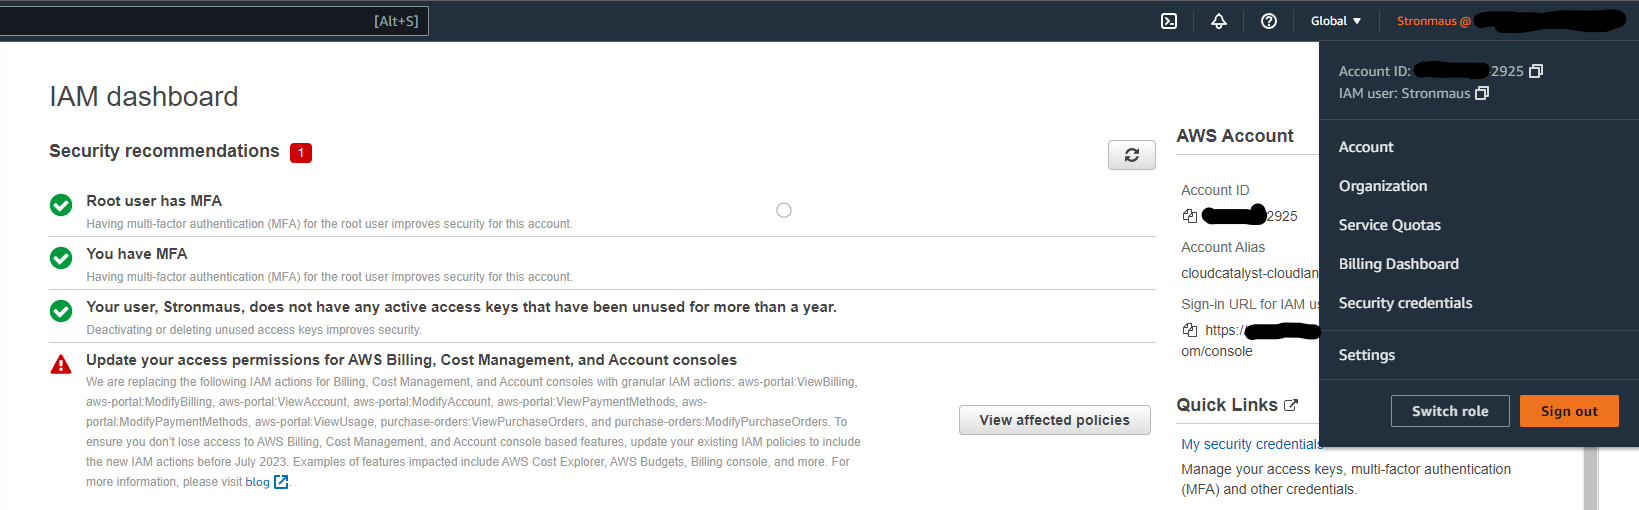 [Alt+S]
Global
Stronmaus @
Account ID: 2925
IAM user: Stronmaus
Account
Organization
Service Quotas
Billing Dashboard
Security credentials
Settings
Switch role
Sign out
IAM dashboard
Security recommendations 1
Root user has MFA
Having multi-factor authentication (MFA) for the root user improves security for this account.
You have MFA
Having multi-factor authentication (MFA) for the root user improves security for this account.
Your user, Stronmaus, does not have any active access keys that have been unused for more than a year.
Deactivating or deleting unused access keys improves security.
Update your access permissions for AWS Billing, Cost Management, and Account consoles
We are replacing the following IAM actions for Billing, Cost Management, and Account consoles with granular IAM actions: aws-portal:ViewBilling,
aws-portal:ModifyBilling, aws-portal:ViewAccount, aws-portal:ModifyAccount, aws-portal:ViewPaymentMethods, aws-
portal:ModifyPaymentMethods, aws-portal:ViewUsage, purchase-orders:ViewPurchaseOrders, and purchase-orders:ModifyPurchaseOrders. To
ensure you don't lose access to AWS Billing, Cost Management, and Account console based features, update your existing IAM policies to include
the new IAM actions before July 2023. Examples of features impacted include AWS Cost Explorer, AWS Budgets, Billing console, and more. For
more information, please visit blog.
View affected policies
AWS Account
Account ID
2925
Account Alias
cloudcatalyst-cloudlan
Sign-in URL for IAM us
https:/
om/console
Quick Links
My security credentials
Manage your access keys, multi-factor authentication
(MFA) and other credentials.